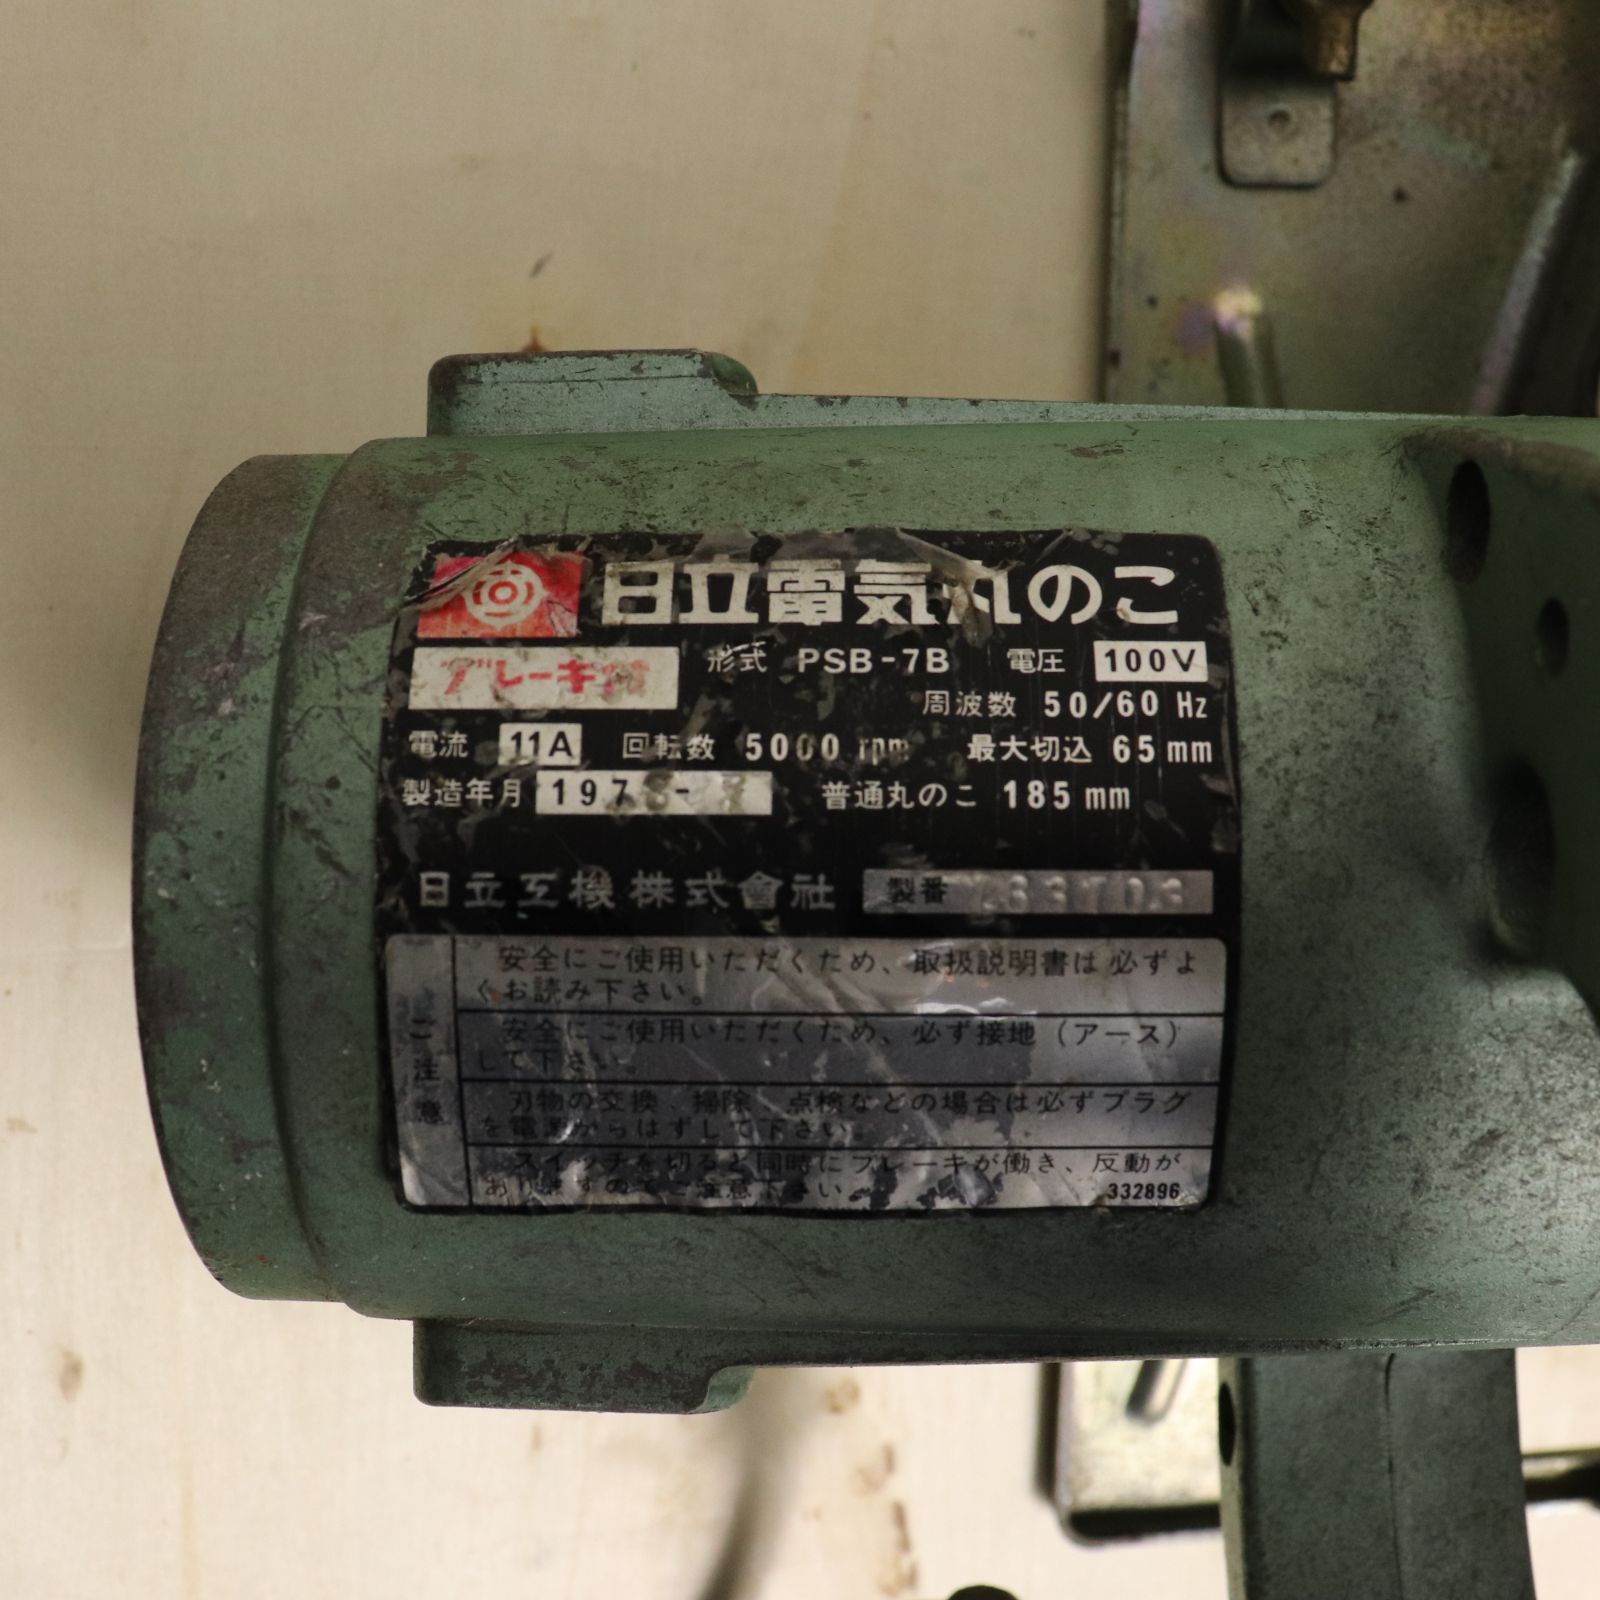 日立電気丸のこ
ブレーキ付
形式 PSB-7B 電圧 100V
周波数 50/60 Hz
電流 11A 回転数 5000 rpm 最大切込 65mm
製造年月 197 - 普通丸のこ 185mm
日立工機株式會社 製番
ご注意
安全にご使用いただくため、取扱説明書は必ずよ
くお読み下さい。
安全にご使用いただくため、必ず接地(アース)
して下さい。
刃物の交換、掃除、点検などの場合は必ずプラグ
を電源からはずして下さい。
スイッチを切ると同時にブレーキが働き、反動が
ありますのでご注意下さい。
332896